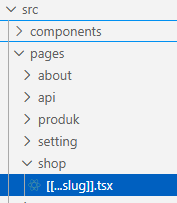 src
components
pages
about
api
produk
setting
shop
[[...slug]].tsx